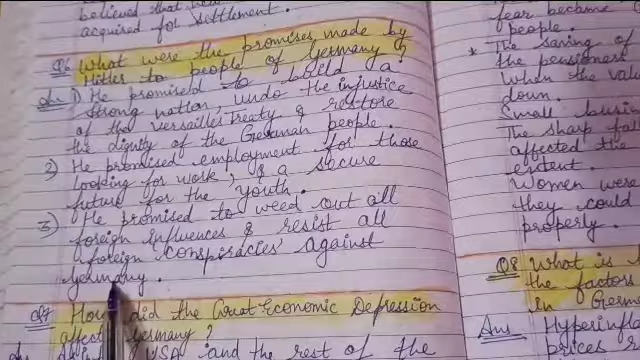 believed that new
acquired for settlement.
Q6 What were the promises made by
Hitler to people of Germany?
Ans 1) He promised to build a
strong nation, undo the injustice
of the Versailles treaty & restore
the dignity of the German people.
2) He promised employment for those
looking for work, & a secure
future for the youth.
3) He promised to weed out all
foreign influences & resist all
foreign conspiracies against
Germany.
Q7 How did the Great Economic Depression
affect Germany?
USA and the rest of the
fear became
people.
* The saving of
the pensioners
when the value
down.
Small busi
The sharp fall
affected the
extent.
Women were
they could
properly.
Q8 What is
the factors
in Germ
Ans Hyperinfla
prices